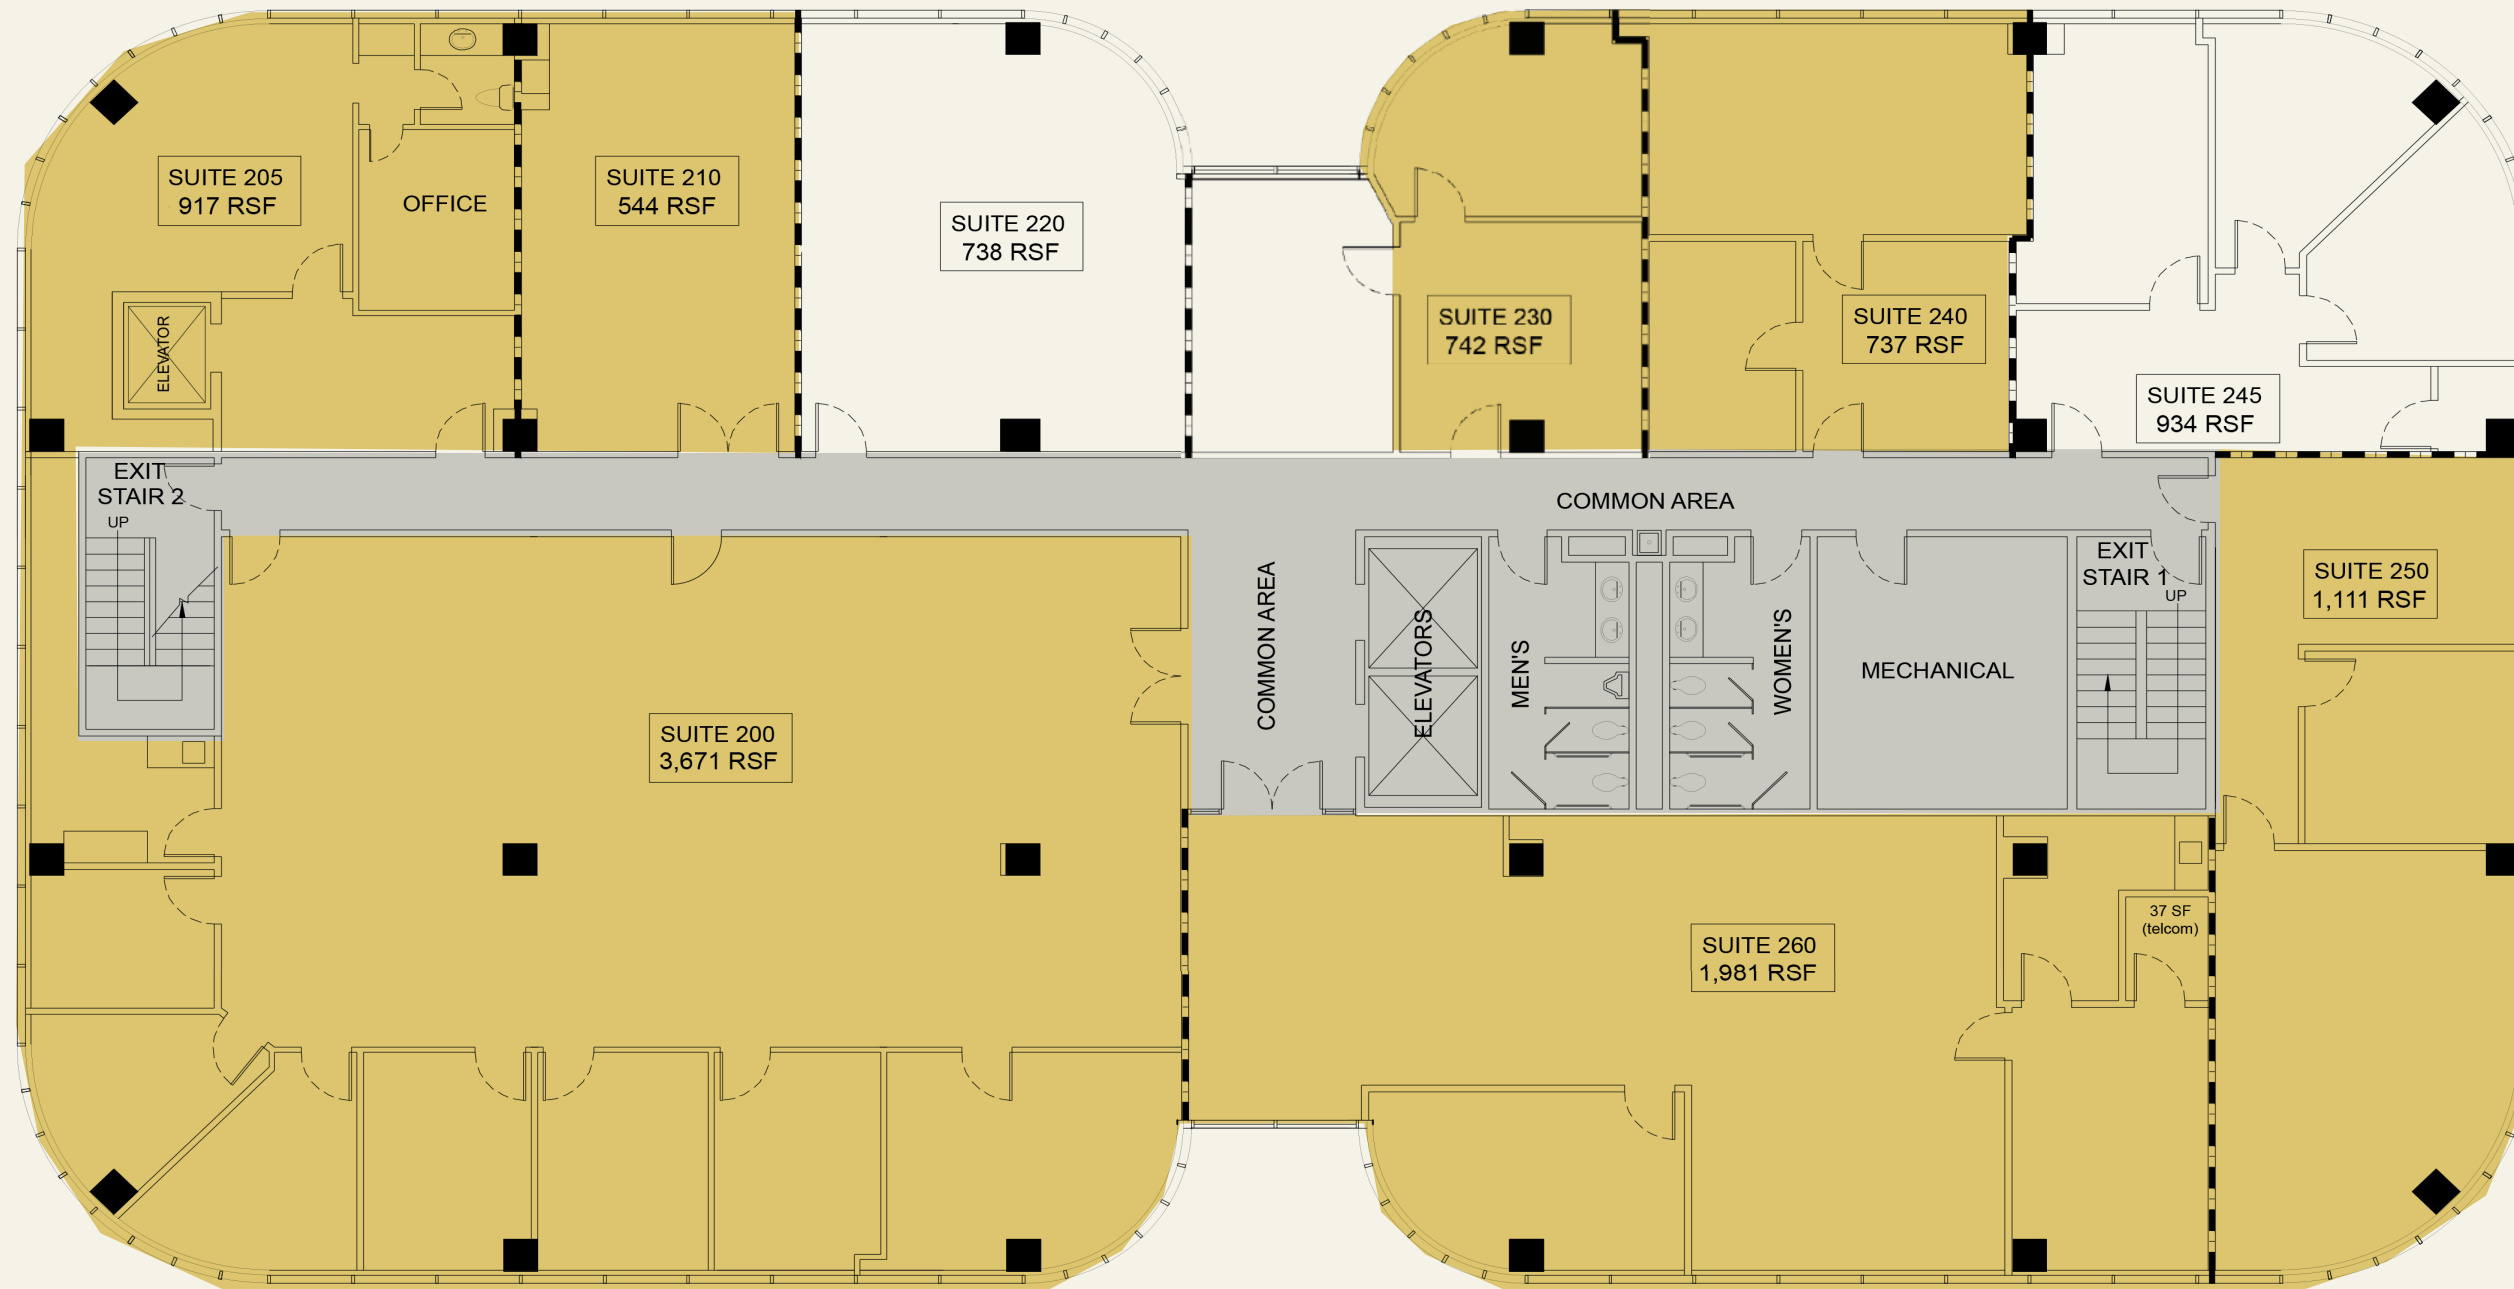 SUITE 205
917 RSF
OFFICE
SUITE 210
544 RSF
SUITE 220
738 RSF
SUITE 230
742 RSF
SUITE 240
737 RSF
SUITE 245
934 RSF
ELEVATOR
EXIT
STAIR 2
UP
COMMON AREA
COMMON AREA
ELEVATORS
MEN'S
WOMEN'S
MECHANICAL
EXIT
STAIR 1
UP
SUITE 250
1,111 RSF
SUITE 200
3,671 RSF
SUITE 260
1,981 RSF
37 SF
(telcom)